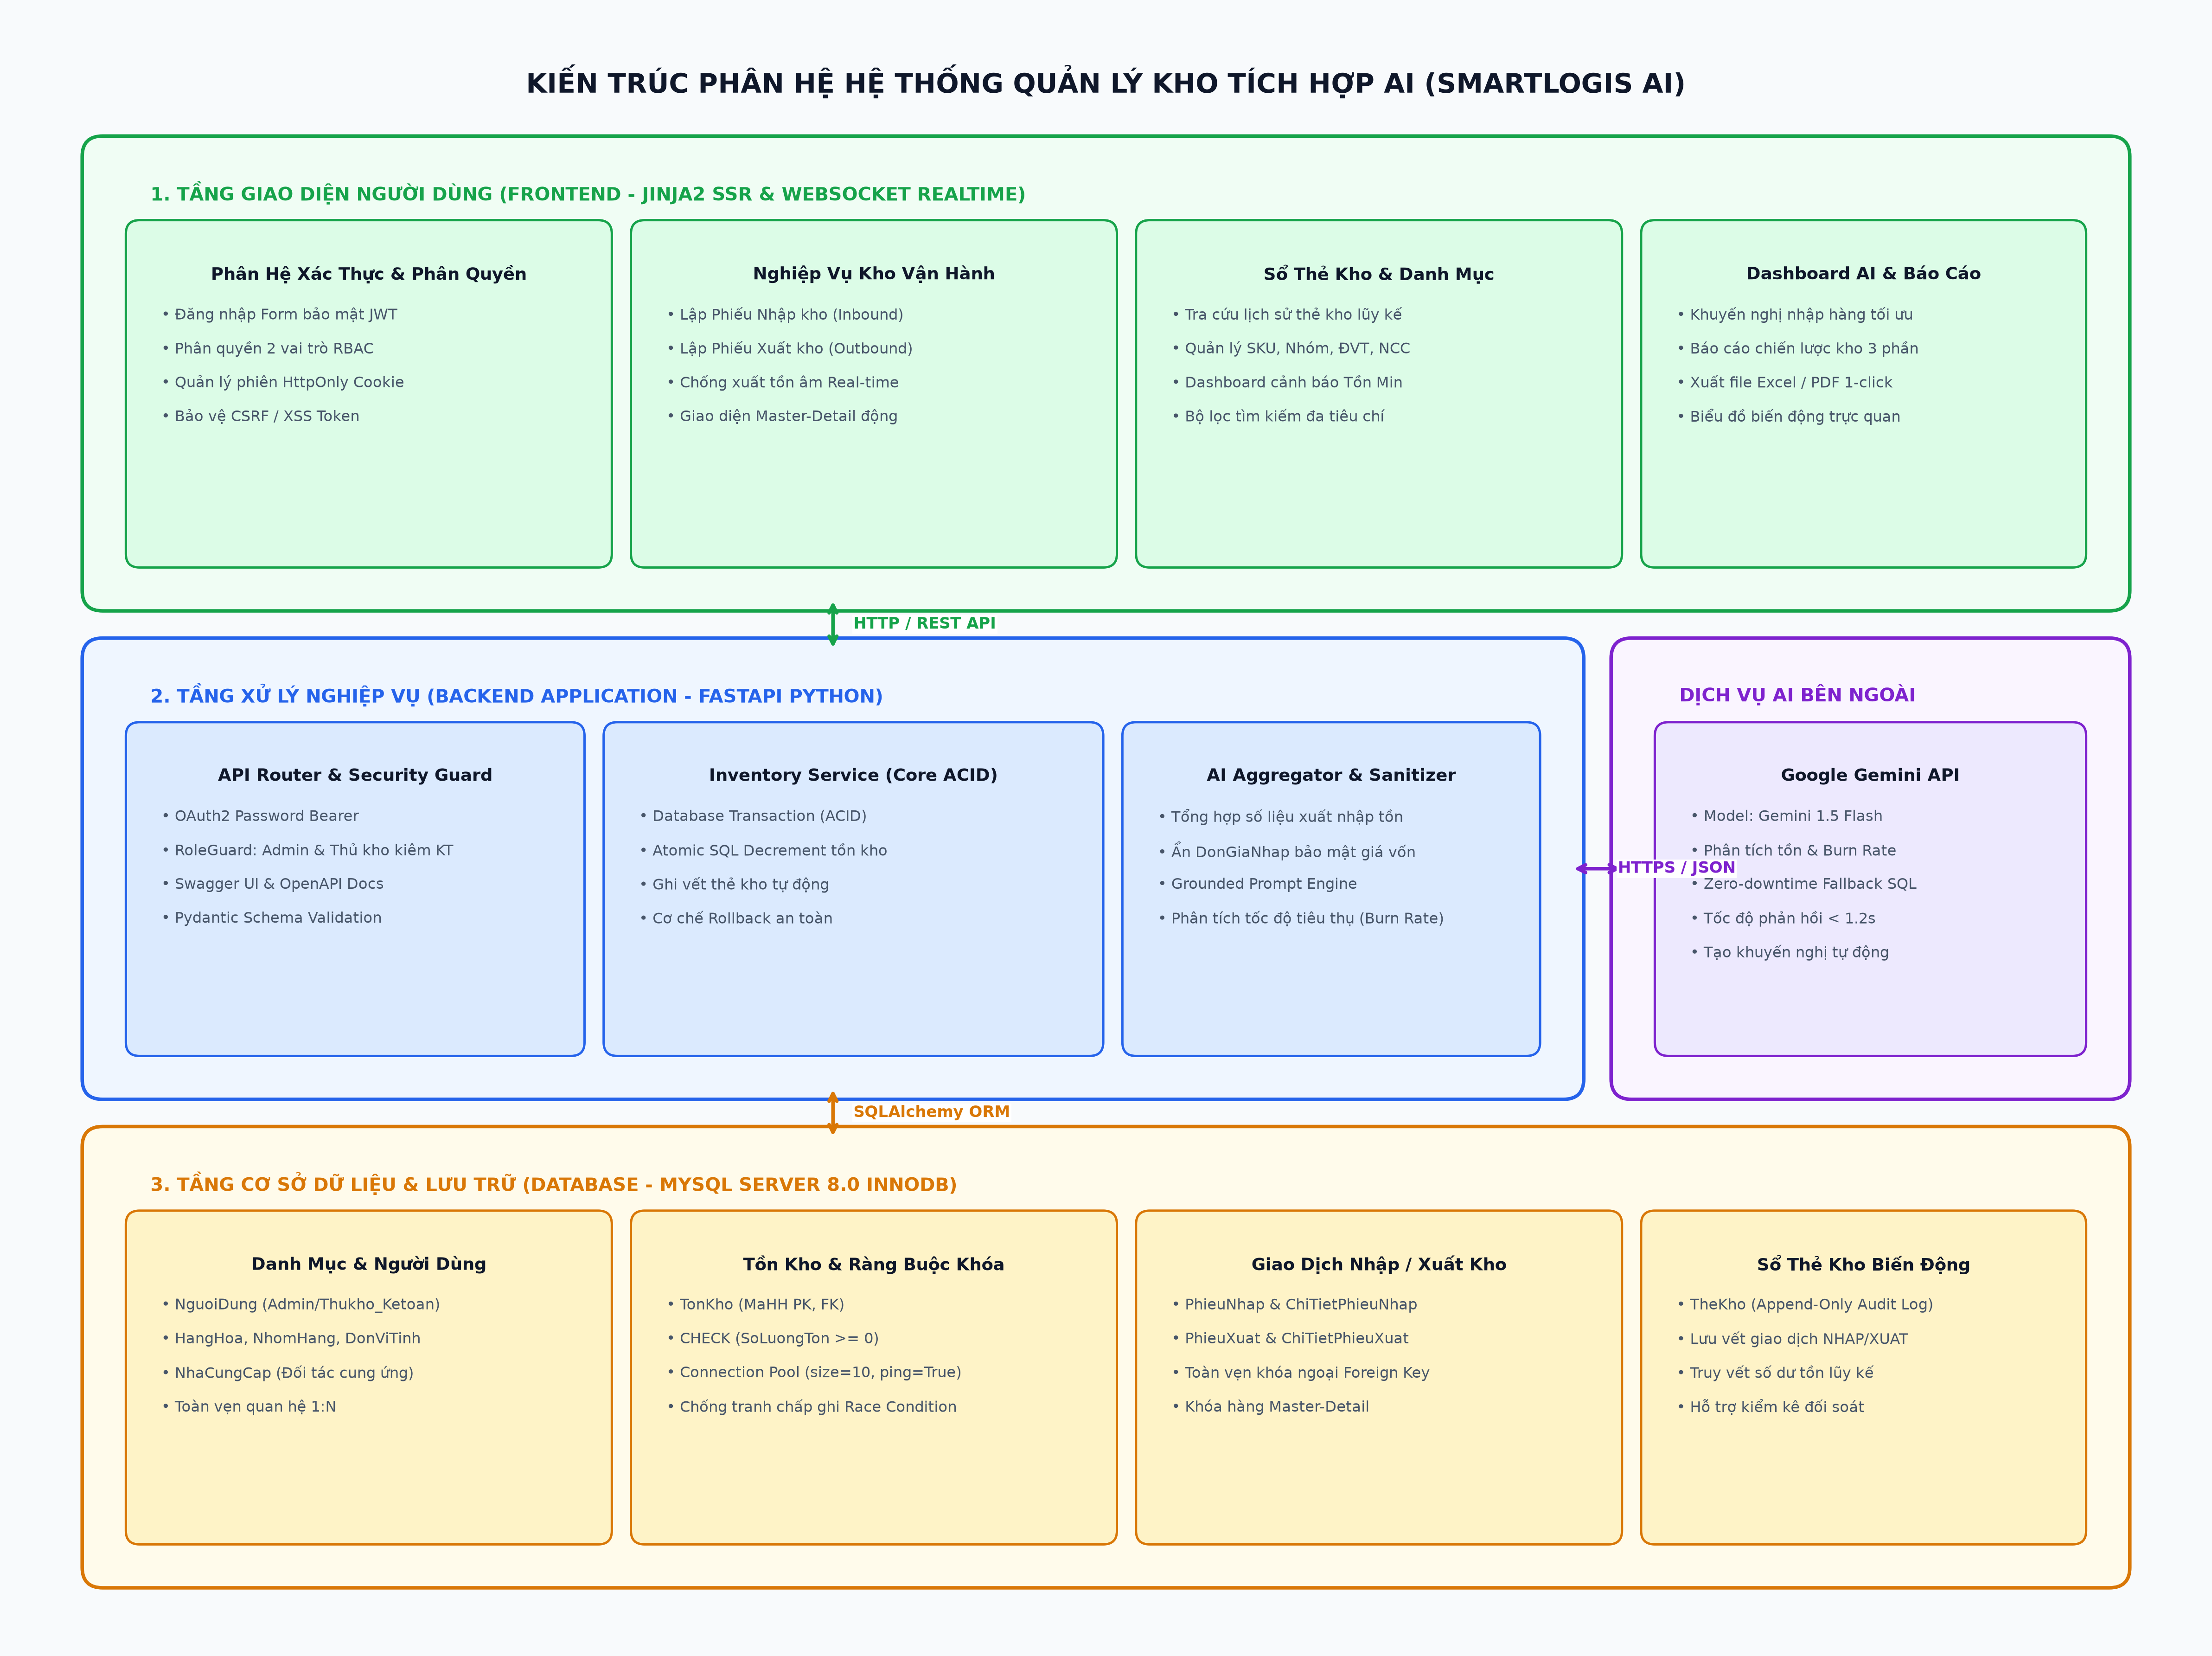 KIẾN TRÚC PHÂN HỆ HỆ THỐNG QUẢN LÝ KHO TÍCH HỢP AI (SMARTLOGIS AI)
1. TẦNG GIAO DIỆN NGƯỜI DÙNG (FRONTEND - JINJA2 SSR & WEBSOCKET REALTIME)
Phân Hệ Xác Thực & Phân Quyền
• Đăng nhập Form bảo mật JWT
• Phân quyền 2 vai trò RBAC
• Quản lý phiên HttpOnly Cookie
• Bảo vệ CSRF / XSS Token
Nghiệp Vụ Kho Vận Hành
• Lập Phiếu Nhập kho (Inbound)
• Lập Phiếu Xuất kho (Outbound)
• Chống xuất tồn âm Real-time
• Giao diện Master-Detail động
Sổ Thẻ Kho & Danh Mục
• Tra cứu lịch sử thẻ kho lũy kế
• Quản lý SKU, Nhóm, ĐVT, NCC
• Dashboard cảnh báo Tồn Min
• Bộ lọc tìm kiếm đa tiêu chí
Dashboard AI & Báo Cáo
• Khuyến nghị nhập hàng tối ưu
• Báo cáo chiến lược kho 3 phần
• Xuất file Excel / PDF 1-click
• Biểu đồ biến động trực quan
HTTP / REST API
2. TẦNG XỬ LÝ NGHIỆP VỤ (BACKEND APPLICATION - FASTAPI PYTHON)
API Router & Security Guard
• OAuth2 Password Bearer
• RoleGuard: Admin & Thủ kho kiêm KT
• Swagger UI & OpenAPI Docs
• Pydantic Schema Validation
Inventory Service (Core ACID)
• Database Transaction (ACID)
• Atomic SQL Decrement tồn kho
• Ghi vết thẻ kho tự động
• Cơ chế Rollback an toàn
AI Aggregator & Sanitizer
• Tổng hợp số liệu xuất nhập tồn
• Ẩn DonGiaNhap bảo mật giá vốn
• Grounded Prompt Engine
• Phân tích tốc độ tiêu thụ (Burn Rate)
HTTPS / JSON
DỊCH VỤ AI BÊN NGOÀI
Google Gemini API
• Model: Gemini 1.5 Flash
• Phân tích tồn & Burn Rate
• Zero-downtime Fallback SQL
• Tốc độ phản hồi < 1.2s
• Tạo khuyến nghị tự động
SQLAlchemy ORM
3. TẦNG CƠ SỞ DỮ LIỆU & LƯU TRỮ (DATABASE - MYSQL SERVER 8.0 INNODB)
Danh Mục & Người Dùng
• NguoiDung (Admin/Thukho_Ketoan)
• HangHoa, NhomHang, DonViTinh
• NhaCungCap (Đối tác cung ứng)
• Toàn vẹn quan hệ 1:N
Tồn Kho & Ràng Buộc Khóa
• TonKho (MaHH PK, FK)
• CHECK (SoLuongTon >= 0)
• Connection Pool (size=10, ping=True)
• Chống tranh chấp ghi Race Condition
Giao Dịch Nhập / Xuất Kho
• PhieuNhap & ChiTietPhieuNhap
• PhieuXuat & ChiTietPhieuXuat
• Toàn vẹn khóa ngoại Foreign Key
• Khóa hàng Master-Detail
Sổ Thẻ Kho Biến Động
• TheKho (Append-Only Audit Log)
• Lưu vết giao dịch NHAP/XUAT
• Truy vết số dư tồn lũy kế
• Hỗ trợ kiểm kê đối soát